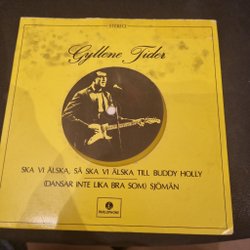 STEREO
Gyllene Tider
SKA VI ÄLSKA, SÅ SKA VI ÄLSKA TILL BUDDY HOLLY
(DANSAR INTE LIKA BRA SOM) SJÖMÄN
PARLOPHONE